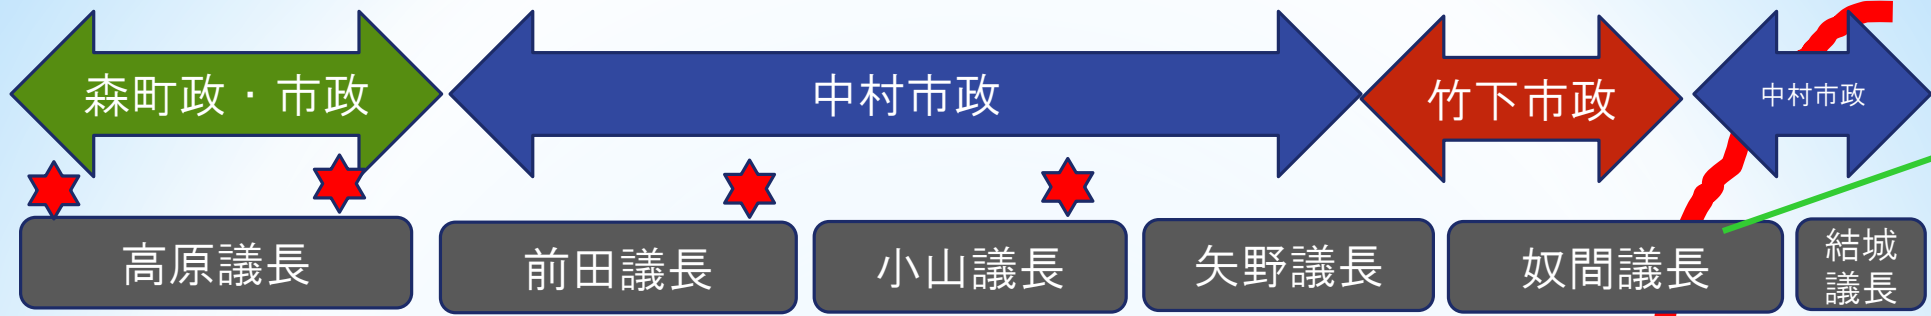 森町政・市政
中村市政
竹下市政
中村市政
高原議長
前田議長
小山議長
矢野議長
奴間議長
結城
議長